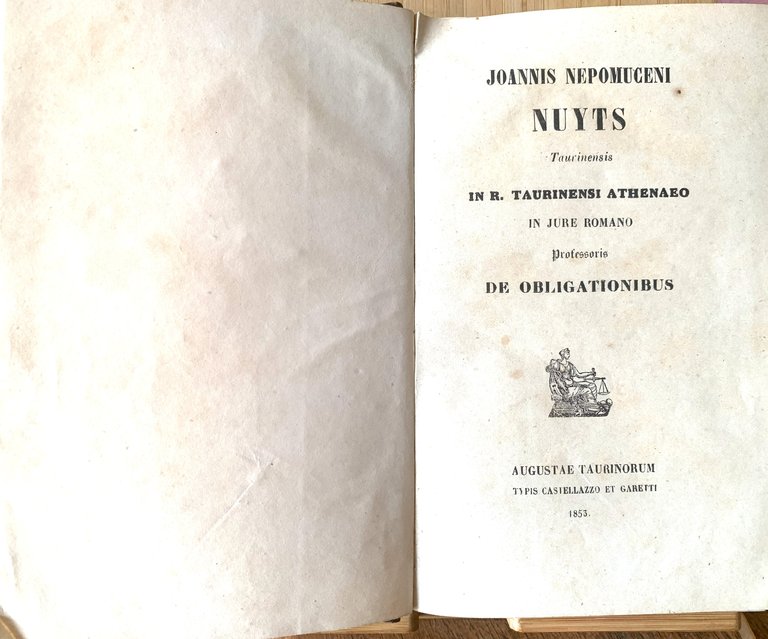 JOANNIS NEPOMUCENI
NUYTS
Taurinensis
IN R. TAURINENSI ATHENAEO
IN JURE ROMANO
Professoris
DE OBLIGATIONIBUS
AUGUSTAE TAURINORUM
TYPIS CASTELLAZZO ET GARETTI
1853.